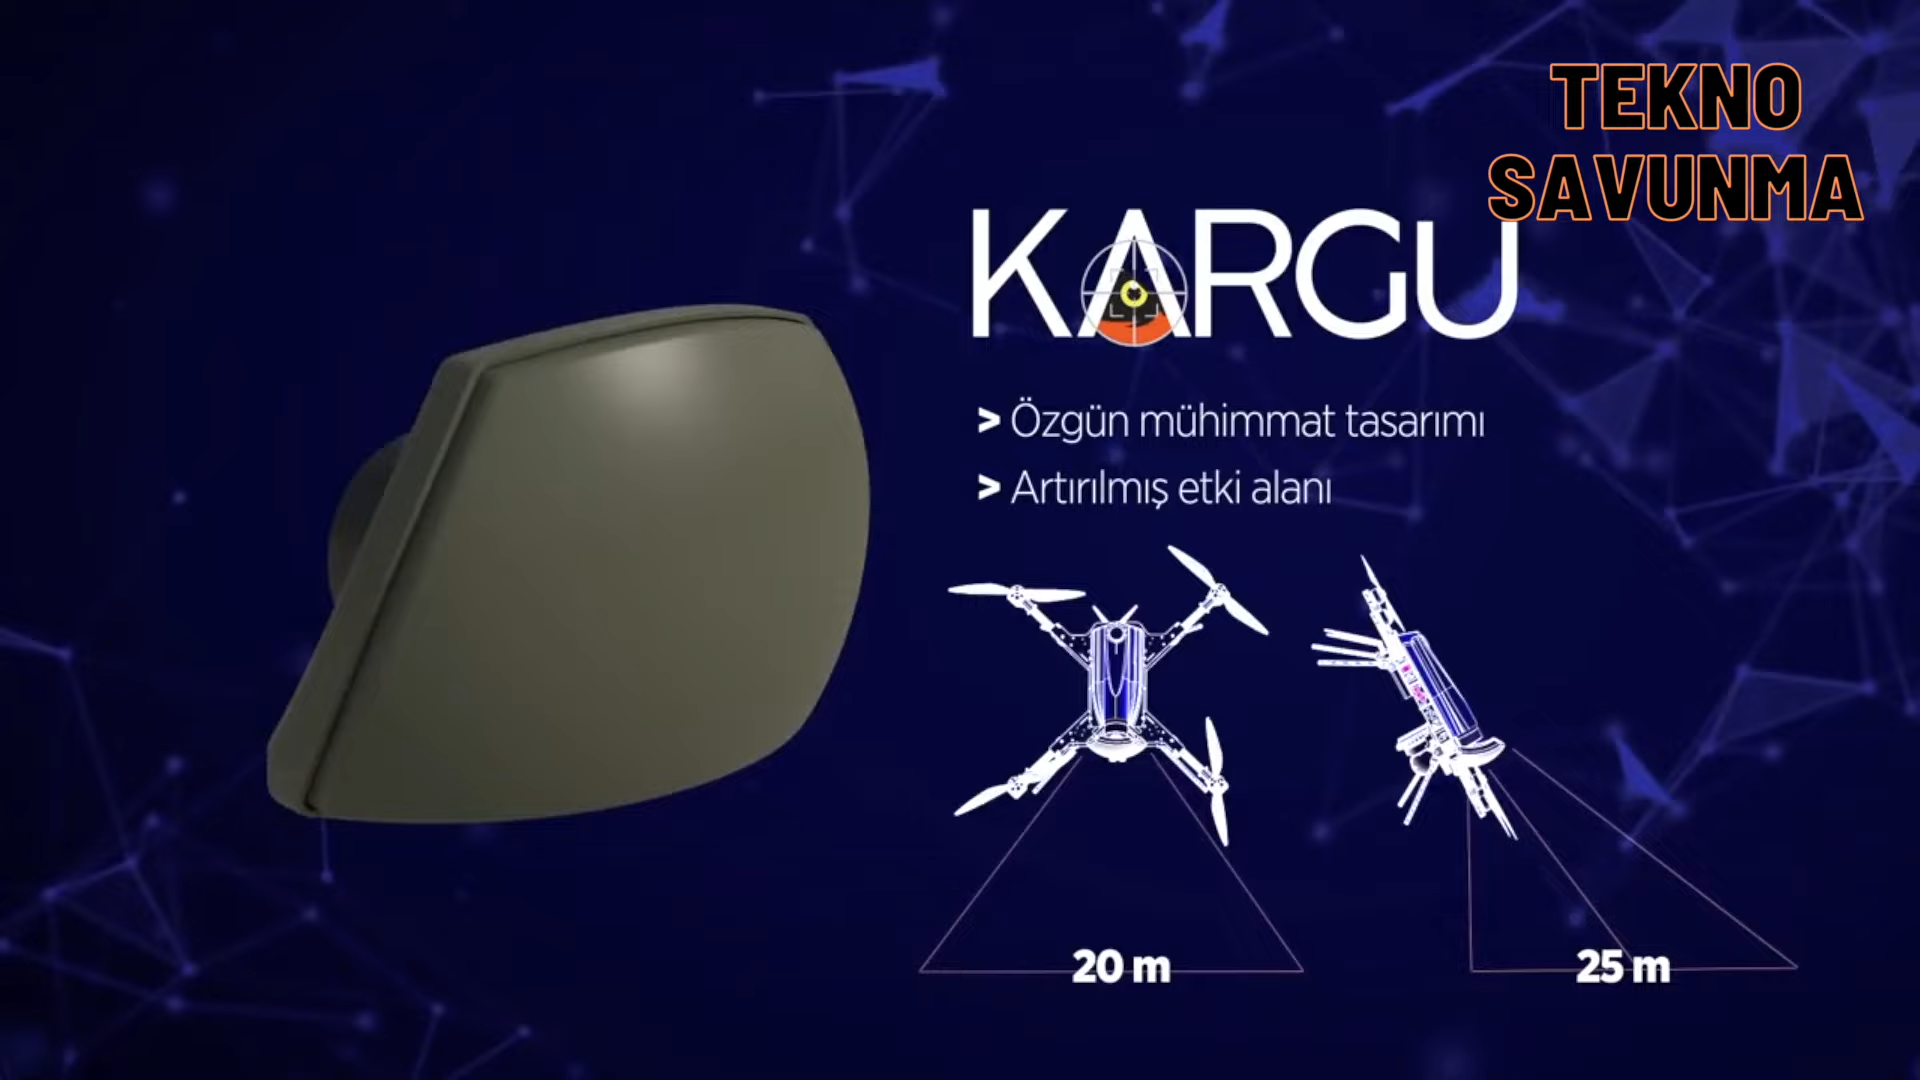 TEKNO
SAVUNMA
KARGU
> Özgün mühimmat tasarımı
> Artırılmış etki alanı
20 m
25 m